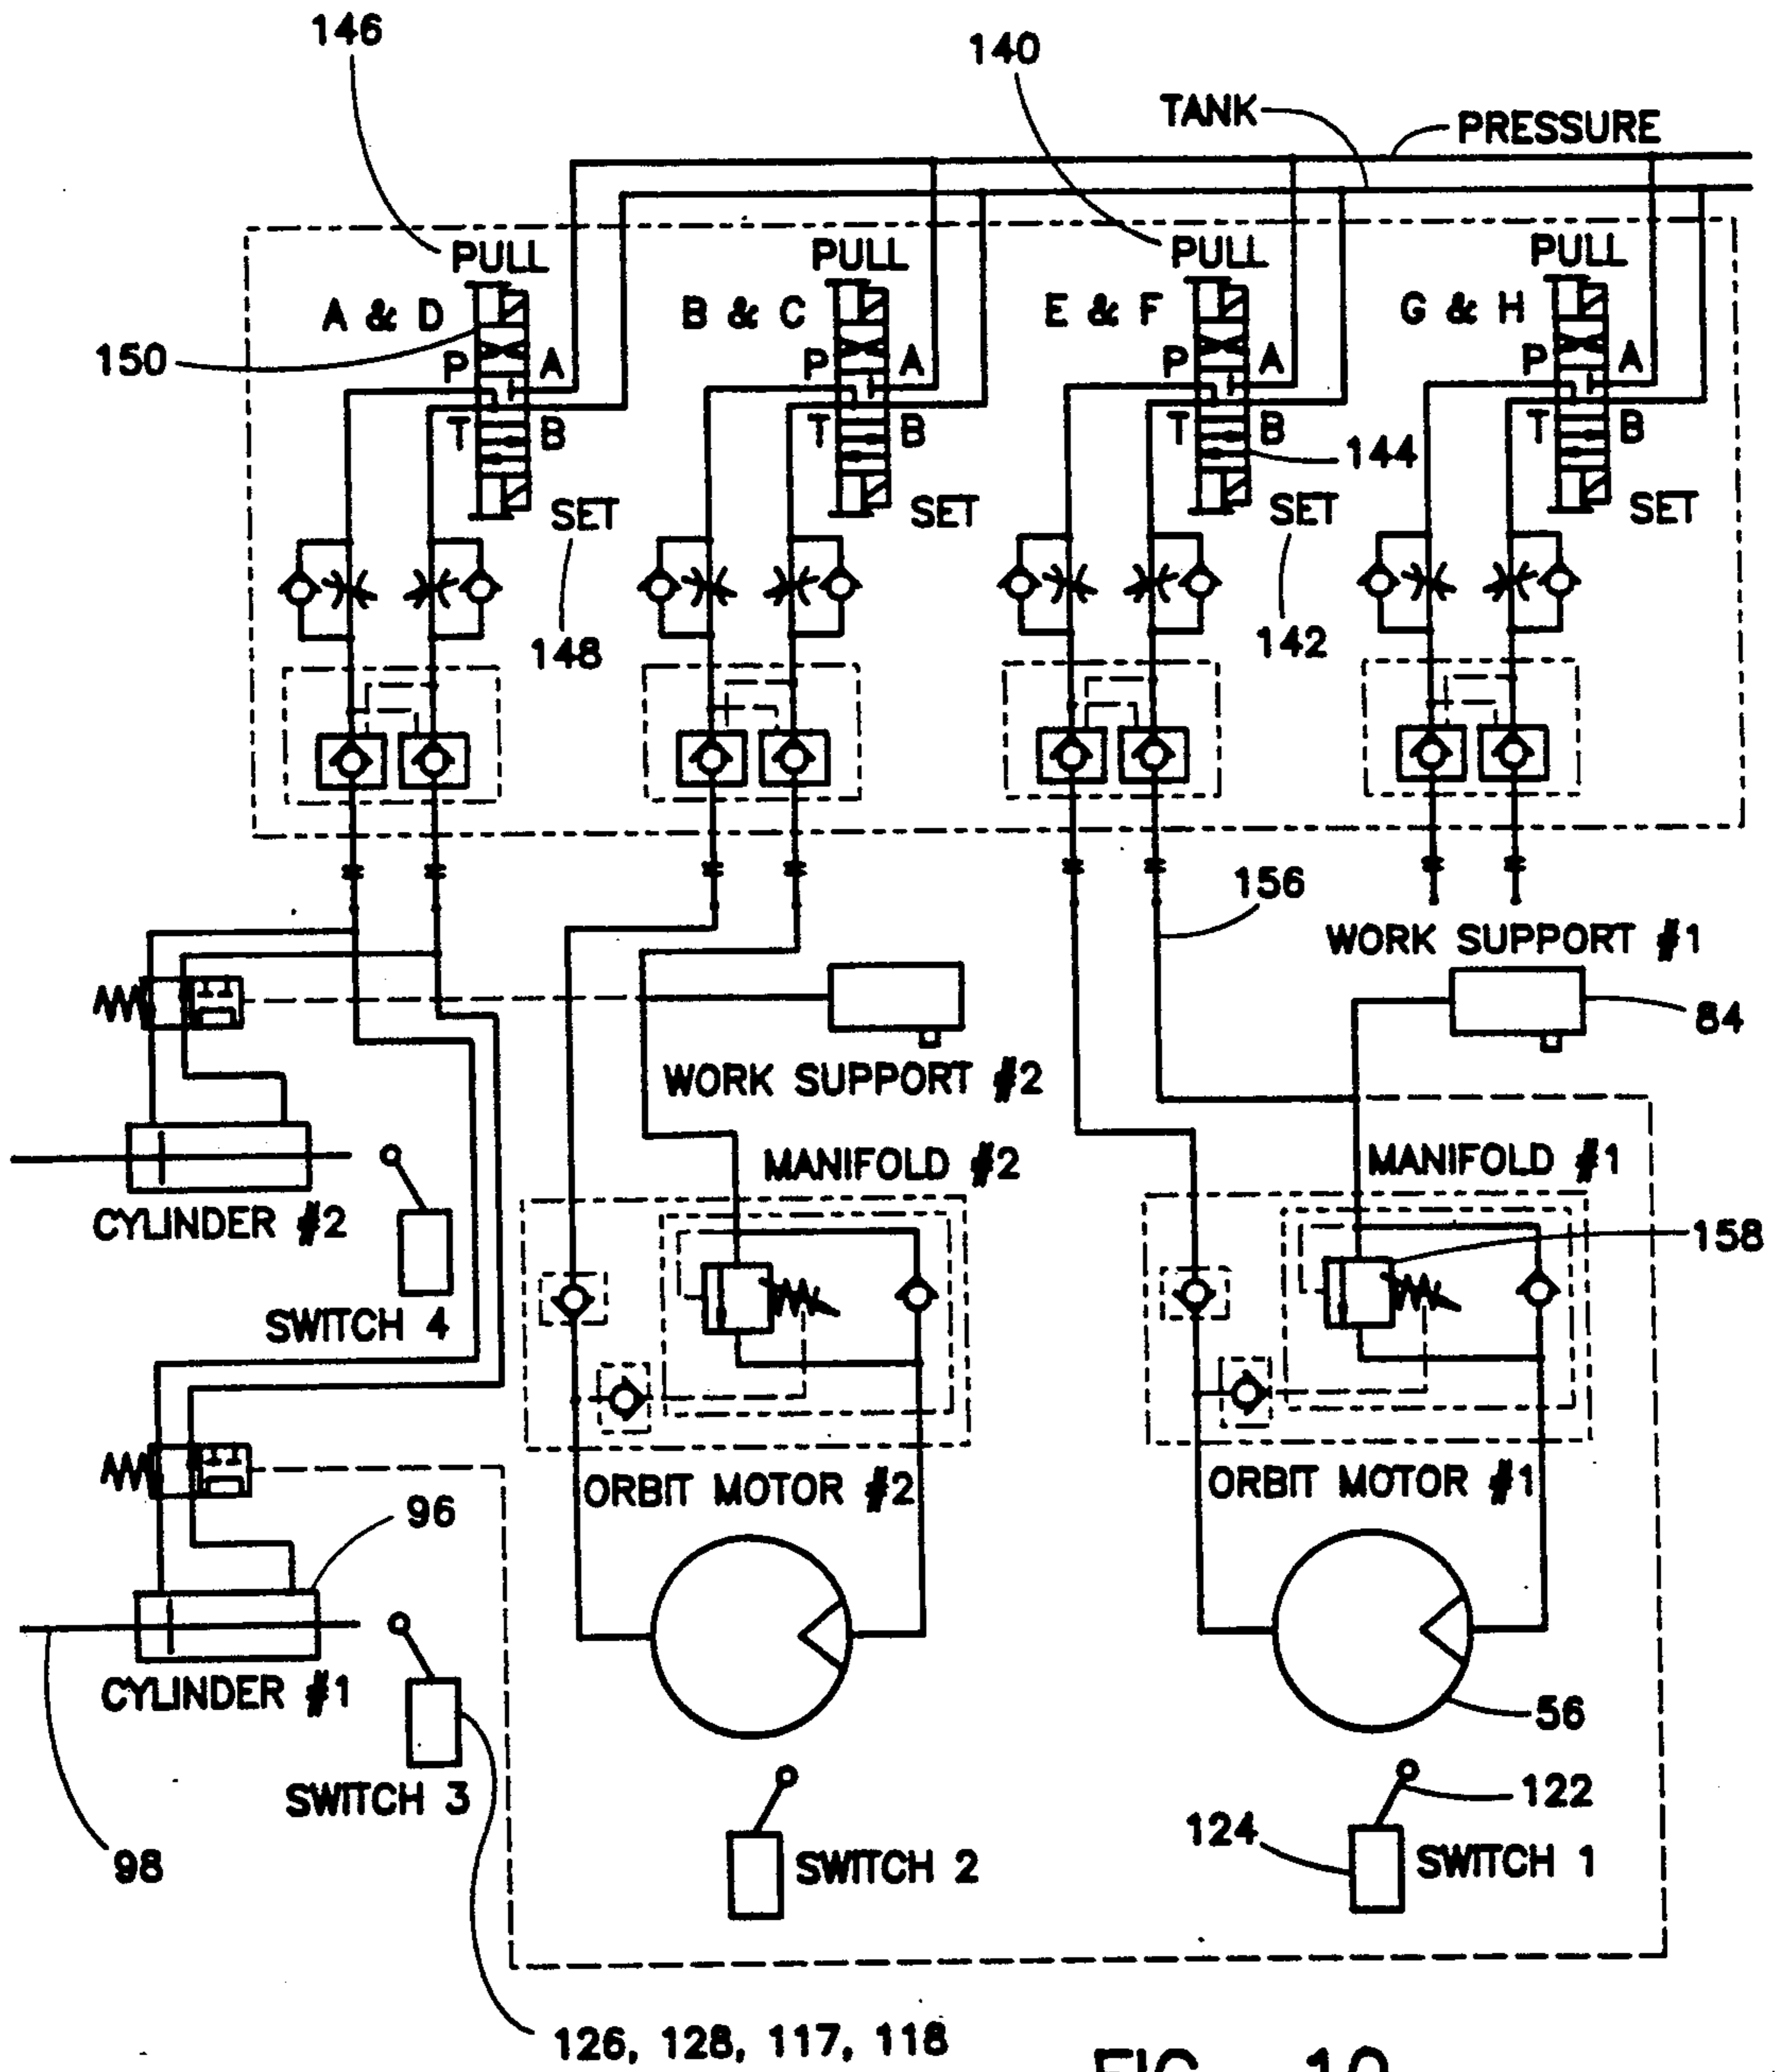 146
140
TANK
PRESSURE
PULL
PULL
PULL
PULL
A & D
B & C
E & F
G & H
150
P
A
P
A
P
A
P
A
T
B
T
B
T
B
T
B
144
SET
SET
SET
SET
148
142
156
WORK SUPPORT #1
84
WORK SUPPORT #2
MANIFOLD #2
MANIFOLD #1
CYLINDER #2
158
SWITCH 4
ORBIT MOTOR #2
ORBIT MOTOR #1
96
CYLINDER #1
56
SWITCH 3
122
124
98
SWITCH 2
SWITCH 1
126, 128, 117, 118